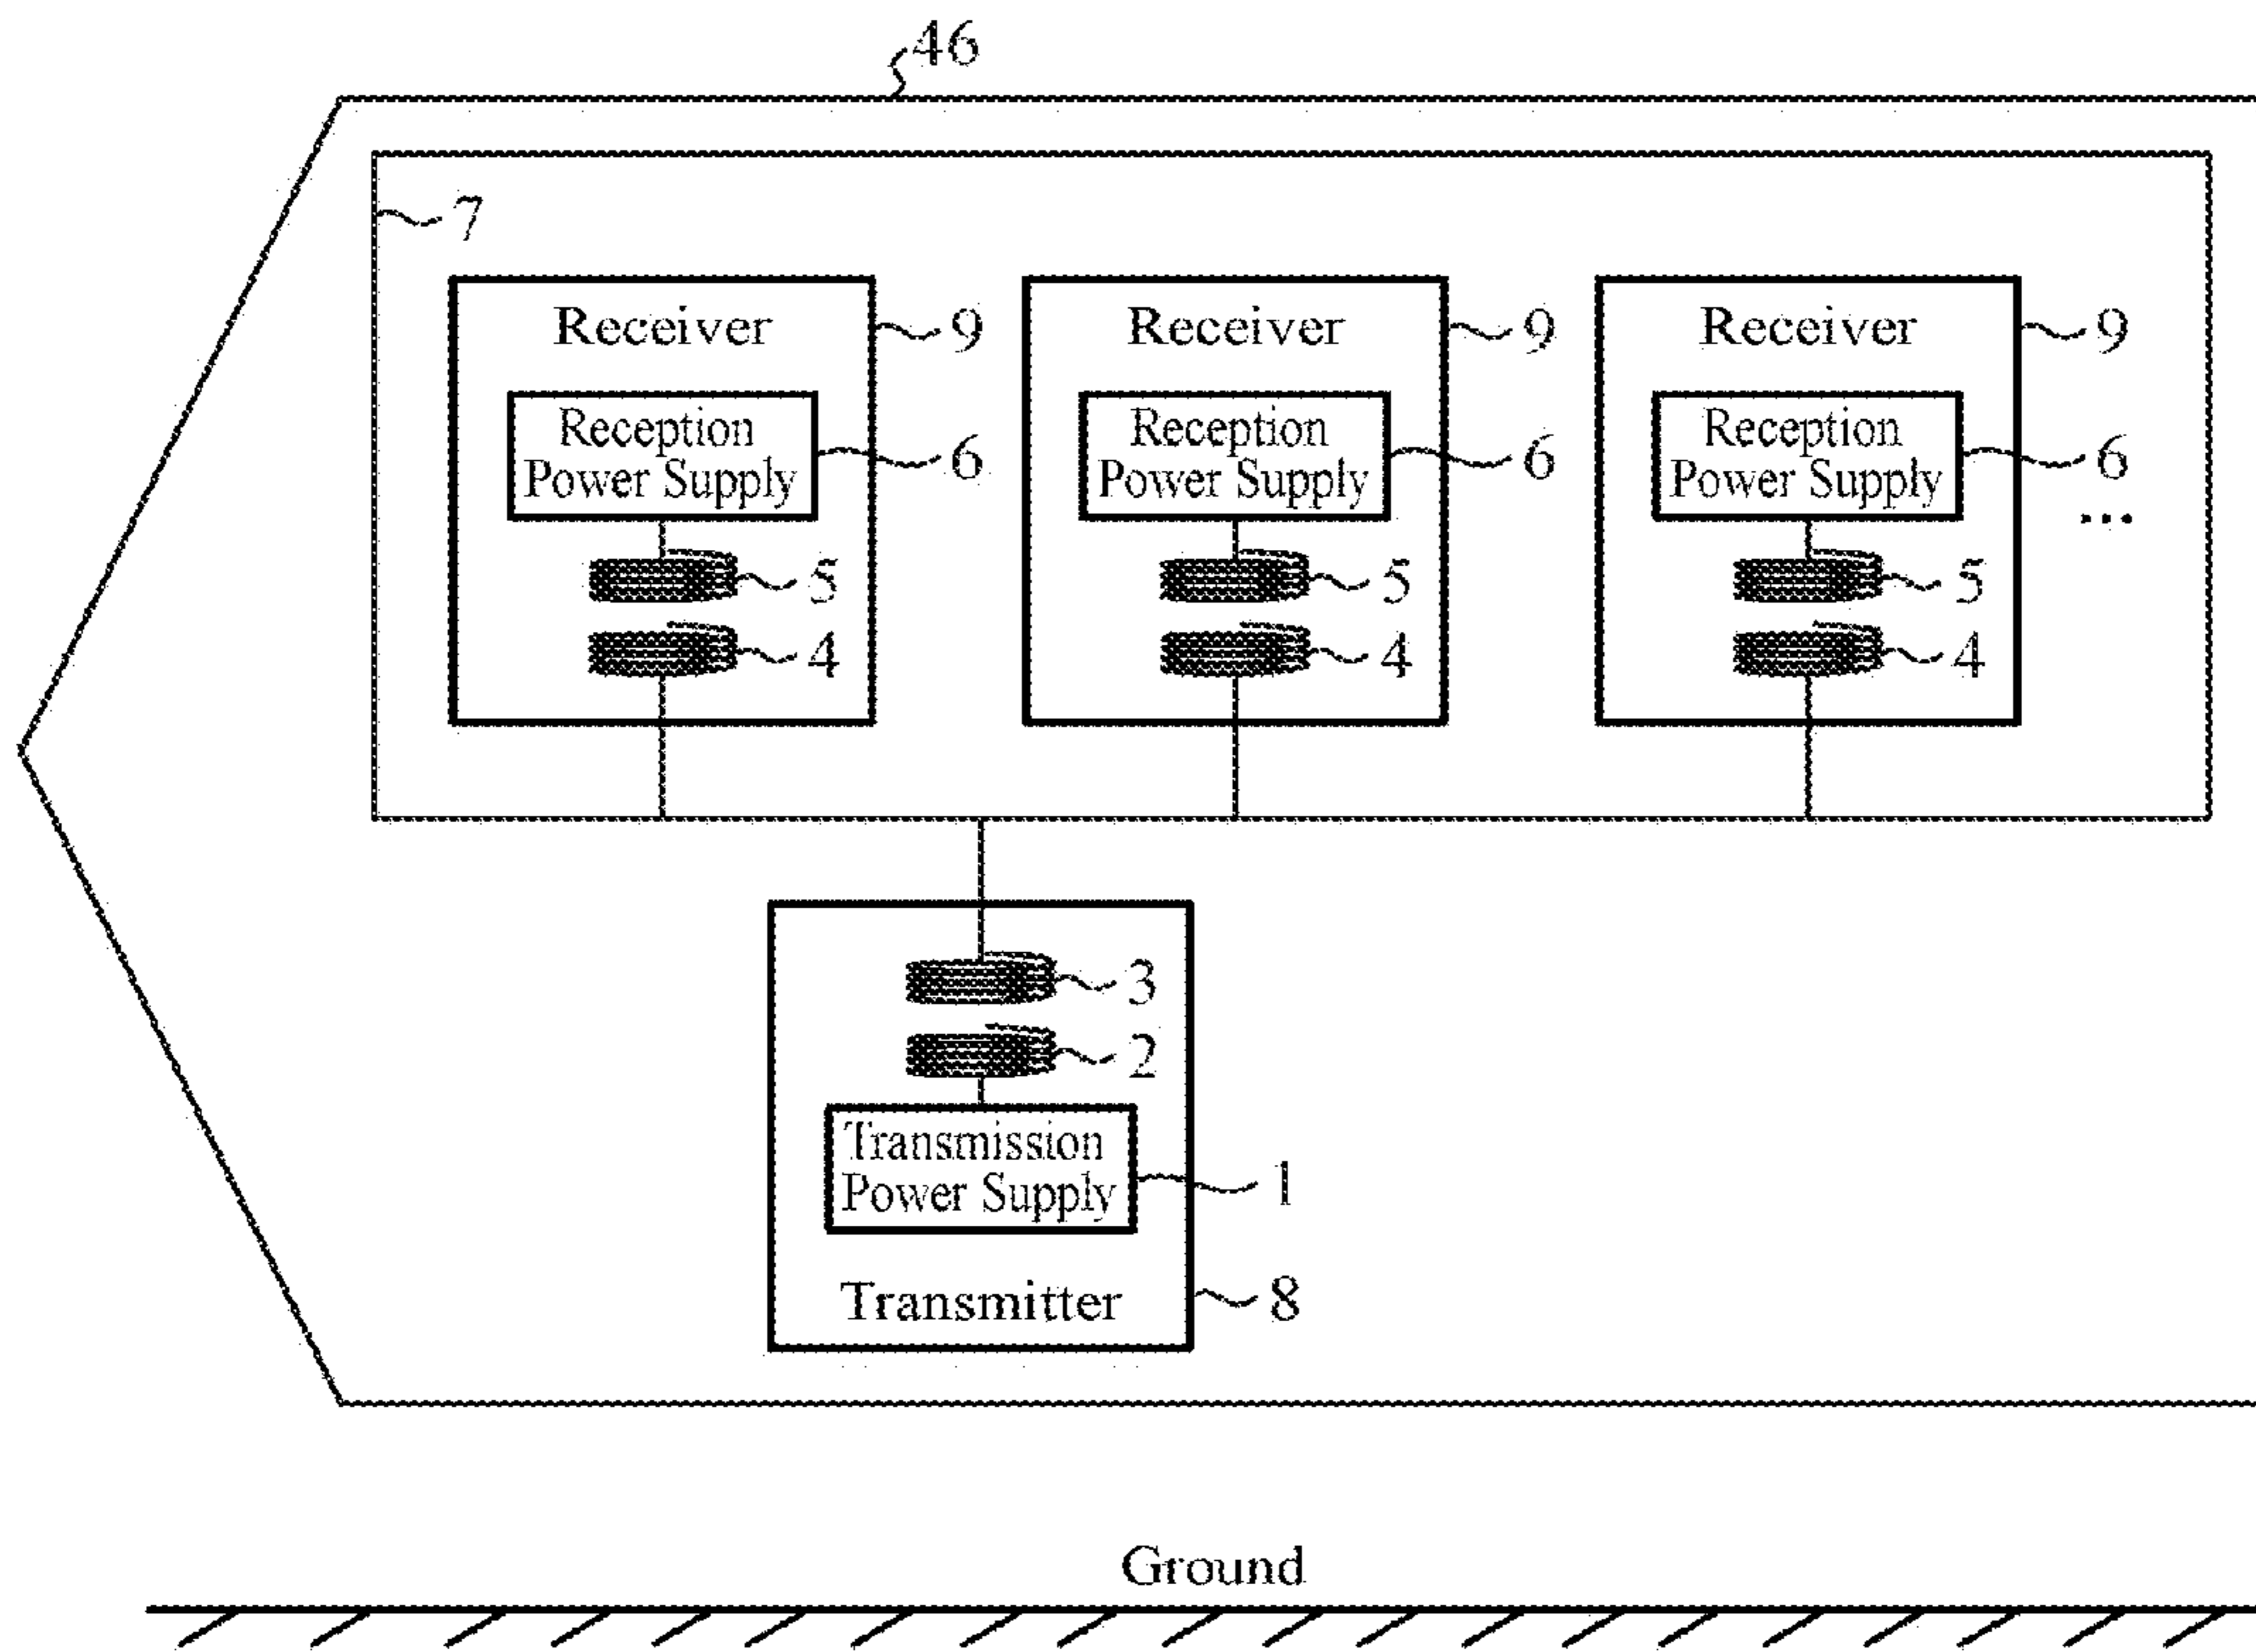 46
7
Receiver 9 Receiver 9 Receiver 9
Reception Reception Reception
Power Supply 6 Power Supply 6 Power Supply 6
...
5 5 5
4 4 4
3
2
Transmission
Power Supply 1
Transmitter 8
Ground